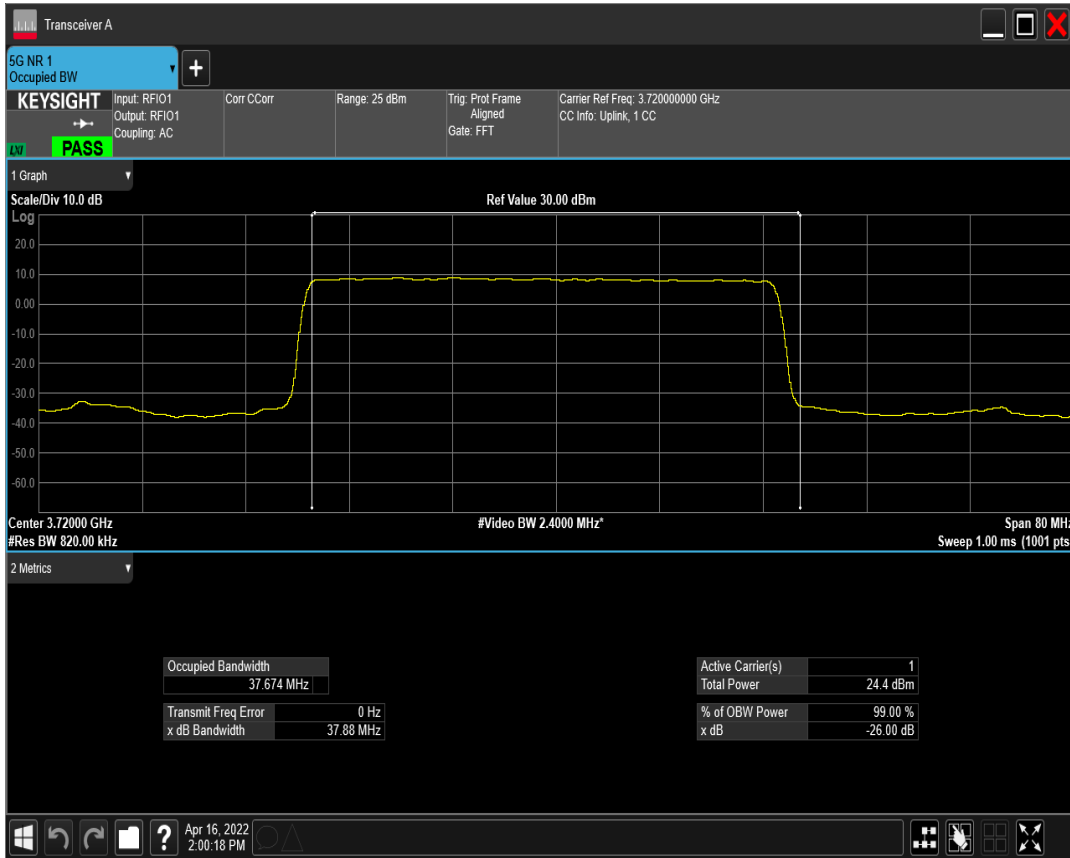 Transceiver A
5G NR 1
Occupied BW
+
KEYSIGHT
Input: RFIO1
Output: RFIO1
Coupling: AC
Corr CCorr
Range: 25 dBm
Trig: Prot Frame
Aligned
Gate: FFT
Carrier Ref Freq: 3.720000000 GHz
CC Info: Uplink, 1 CC
LXI
PASS
1 Graph
Scale/Div 10.0 dB
Ref Value 30.00 dBm
Log
20.0
10.0
0.00
-10.0
-20.0
-30.0
-40.0
-50.0
-60.0
Center 3.72000 GHz
#Video BW 2.4000 MHz*
Span 80 MHz
#Res BW 820.00 kHz
Sweep 1.00 ms (1001 pts
2 Metrics
Occupied Bandwidth
37.674 MHz
Transmit Freq Error 0 Hz
x dB Bandwidth 37.88 MHz
Active Carrier(s) 1
Total Power 24.4 dBm
% of OBW Power 99.00 %
x dB -26.00 dB
?
Apr 16, 2022
2:00:18 PM